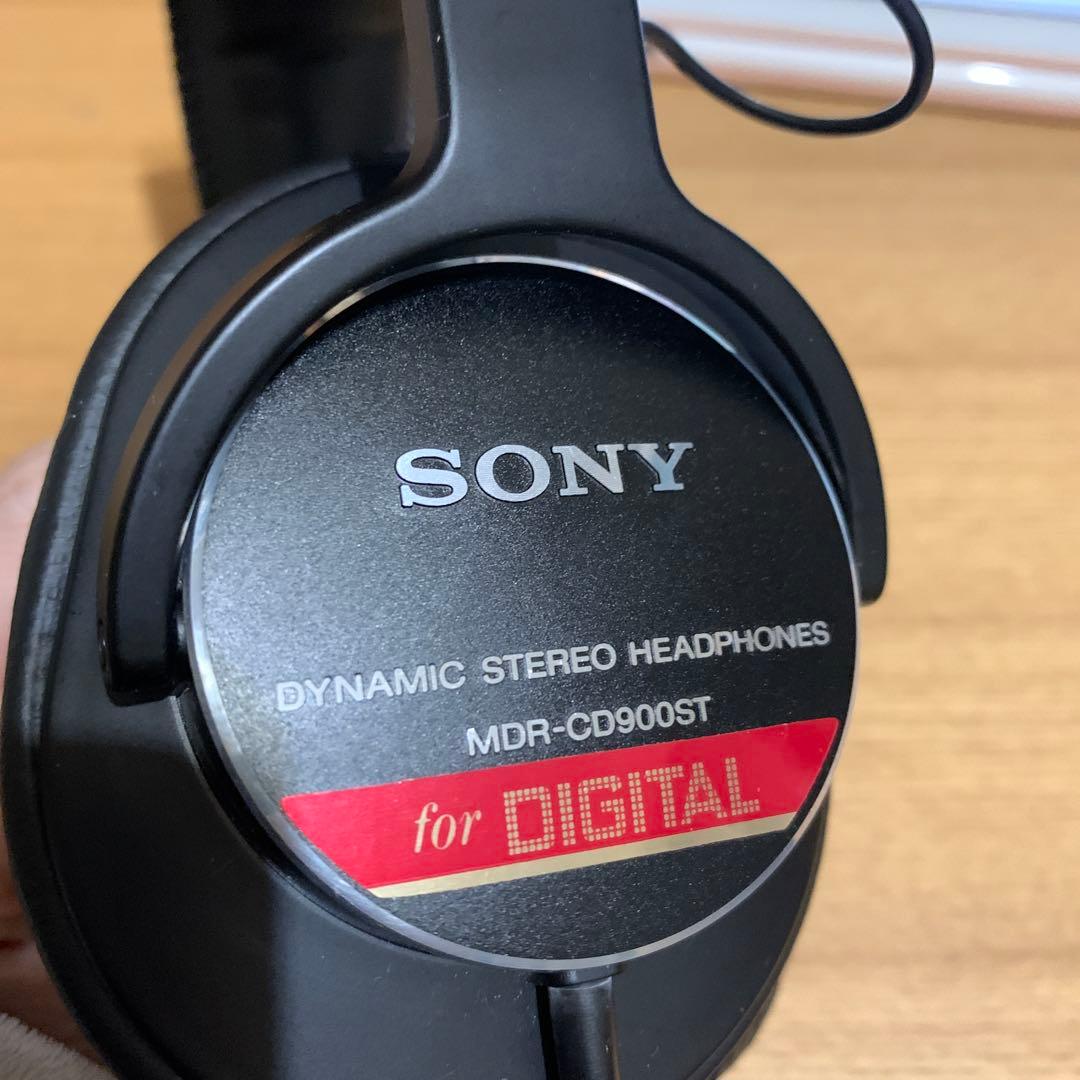 SONY
DYNAMIC STEREO HEADPHONES
MDR-CD900ST
for DIGITAL